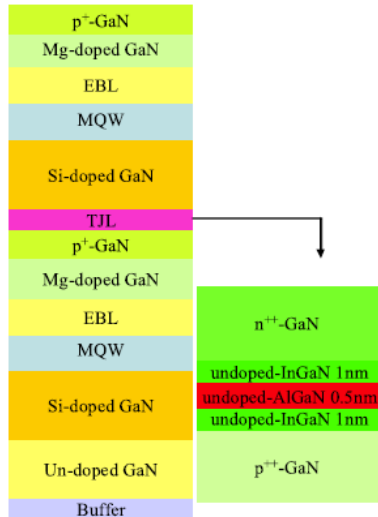 p⁺-GaN
Mg-doped GaN
EBL
MQW
Si-doped GaN
TJL
p⁺-GaN
Mg-doped GaN
EBL
MQW
Si-doped GaN
Un-doped GaN
Buffer
n⁺⁺-GaN
undoped-InGaN 1nm
undoped-AlGaN 0.5nm
undoped-InGaN 1nm
p⁺⁺-GaN